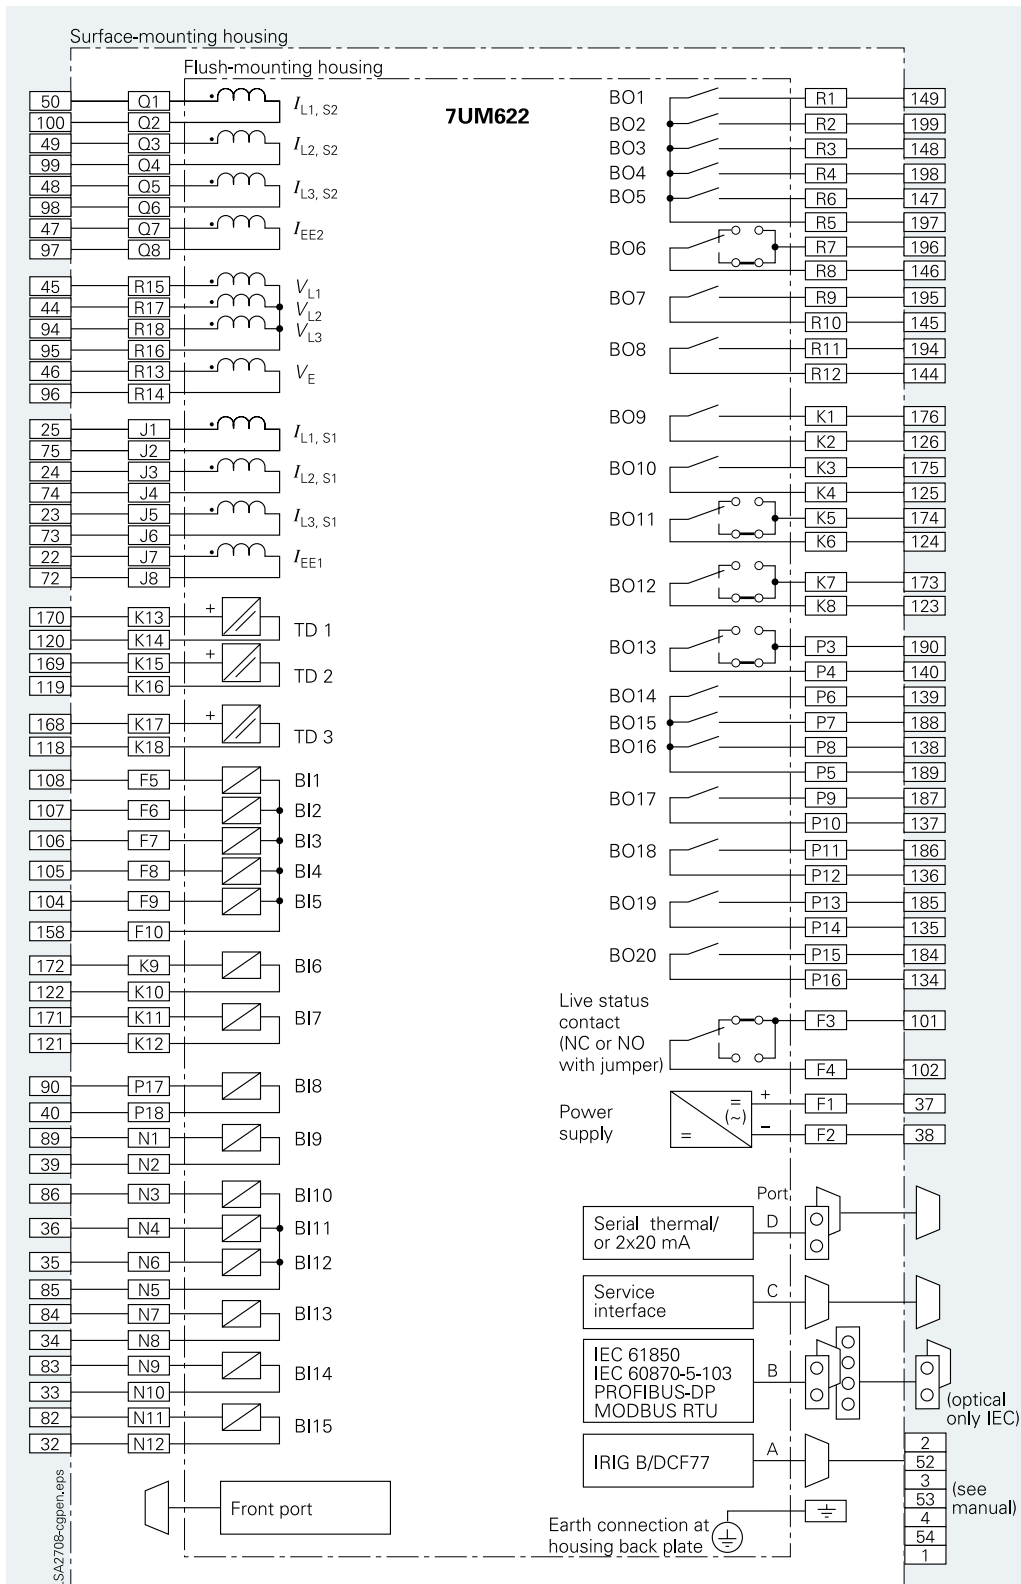 Surface-mounting housing
Flush-mounting housing
7UM622
50 Q1 IL1, S2
100 Q2
49 Q3 IL2, S2
99 Q4
48 Q5 IL3, S2
98 Q6
47 Q7 IEE2
97 Q8
45 R15 VL1
44 R17 VL2
94 R18 VL3
95 R16
46 R13 VE
96 R14
25 J1 IL1, S1
75 J2
24 J3 IL2, S1
74 J4
23 J5 IL3, S1
73 J6
22 J7 IEE1
72 J8
170 K13 + TD 1
120 K14
169 K15 + TD 2
119 K16
168 K17 + TD 3
118 K18
108 F5 BI1
107 F6 BI2
106 F7 BI3
105 F8 BI4
104 F9 BI5
158 F10
172 K9 BI6
122 K10
171 K11 BI7
121 K12
90 P17 BI8
40 P18
89 N1 BI9
39 N2
86 N3 BI10
36 N4 BI11
35 N6 BI12
85 N5
84 N7 BI13
34 N8
83 N9 BI14
33 N10
82 N11 BI15
32 N12
Front port
LSA2708-cgpen.eps
BO1 R1 149
BO2 R2 199
BO3 R3 148
BO4 R4 198
BO5 R6 147
R5 197
BO6 R7 196
R8 146
BO7 R9 195
R10 145
BO8 R11 194
R12 144
BO9 K1 176
K2 126
BO10 K3 175
K4 125
BO11 K5 174
K6 124
BO12 K7 173
K8 123
BO13 P3 190
P4 140
BO14 P6 139
BO15 P7 188
BO16 P8 138
P5 189
BO17 P9 187
P10 137
BO18 P11 186
P12 136
BO19 P13 185
P14 135
BO20 P15 184
P16 134
Live status
contact
(NC or NO
with jumper)
F3 101
F4 102
Power
supply
= (~) =
+ F1 37
– F2 38
Port
Serial thermal/
or 2x20 mA
D
Service
interface
C
IEC 61850
IEC 60870-5-103
PROFIBUS-DP
MODBUS RTU
B
(optical
only IEC)
IRIG B/DCF77
A
2
52
3
53
4
54
1
(see
manual)
Earth connection at
housing back plate